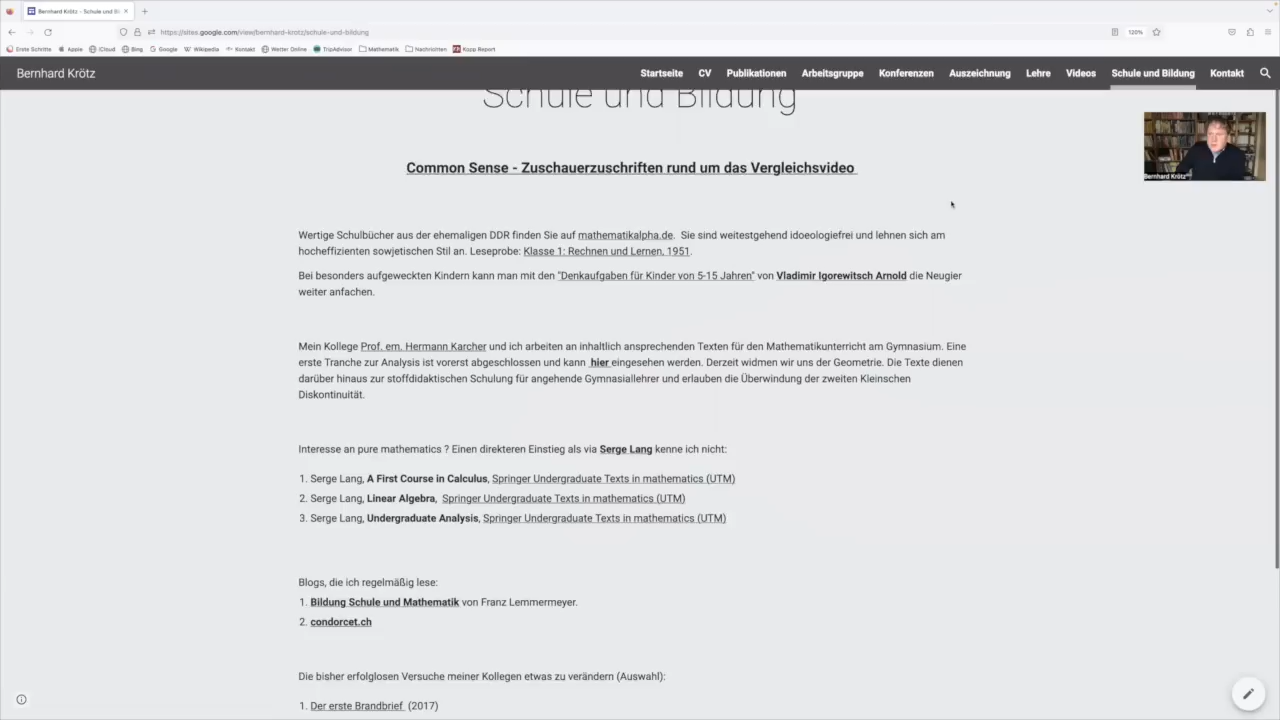 Bernhard Krötz - Schule und Bi
https://sites.google.com/view/bernhard-krotz/schule-und-bildung
120%
Erste Schritte Apple iCloud Bing Google Wikipedia Kontakt Wetter Online TripAdvisor Mathematik Nachrichten Kopp Report
Bernhard Krötz
Startseite CV Publikationen Arbeitsgruppe Konferenzen Auszeichnung Lehre Videos Schule und Bildung Kontakt
Schule und Bildung
Bernhard Krötz
Common Sense - Zuschauerzuschriften rund um das Vergleichsvideo
Wertige Schulbücher aus der ehemaligen DDR finden Sie auf mathematikalpha.de. Sie sind weitestgehend idoeologiefrei und lehnen sich am
hocheffizienten sowjetischen Stil an. Leseprobe: Klasse 1: Rechnen und Lernen, 1951.
Bei besonders aufgeweckten Kindern kann man mit den "Denkaufgaben für Kinder von 5-15 Jahren" von Vladimir Igorewitsch Arnold die Neugier
weiter anfachen.
Mein Kollege Prof. em. Hermann Karcher und ich arbeiten an inhaltlich ansprechenden Texten für den Mathematikunterricht am Gymnasium. Eine
erste Tranche zur Analysis ist vorerst abgeschlossen und kann hier eingesehen werden. Derzeit widmen wir uns der Geometrie. Die Texte dienen
darüber hinaus zur stoffdidaktischen Schulung für angehende Gymnasiallehrer und erlauben die Überwindung der zweiten Kleinschen
Diskontinuität.
Interesse an pure mathematics ? Einen direkteren Einstieg als via Serge Lang kenne ich nicht:
1. Serge Lang, A First Course in Calculus, Springer Undergraduate Texts in mathematics (UTM)
2. Serge Lang, Linear Algebra, Springer Undergraduate Texts in mathematics (UTM)
3. Serge Lang, Undergraduate Analysis, Springer Undergraduate Texts in mathematics (UTM)
Blogs, die ich regelmäßig lese:
1. Bildung Schule und Mathematik von Franz Lemmermeyer.
2. condorcet.ch
Die bisher erfolglosen Versuche meiner Kollegen etwas zu verändern (Auswahl):
1. Der erste Brandbrief (2017)